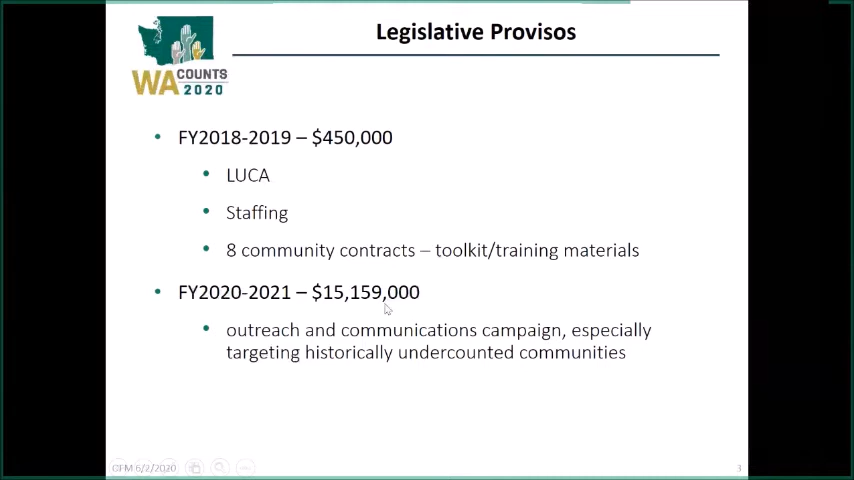 Legislative Provisos
WA COUNTS
2020
• FY2018-2019 – $450,000
• LUCA
• Staffing
• 8 community contracts – toolkit/training materials
• FY2020-2021 – $15,159,000
• outreach and communications campaign, especially
targeting historically undercounted communities
OFM 6/2/2020
3